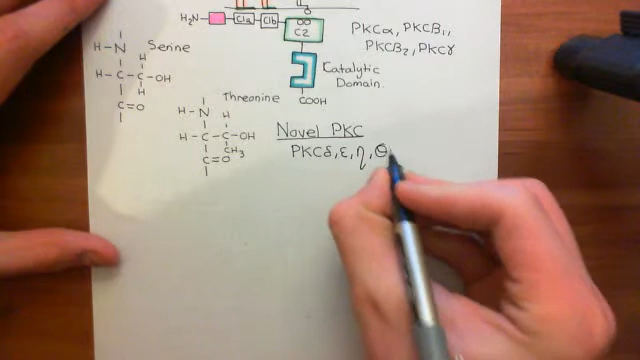 H₂N C1a C1b C2
PKCα, PKCβ₁,
PKCβ₂, PKCγ
Catalytic
Domain.
COOH
H-N Serine
H
H-C-C-OH
H
C=O
Threonine
H-N H
H-C-C-OH
CH₃
C=O
Novel PKC
PKCδ, ε, η, θ